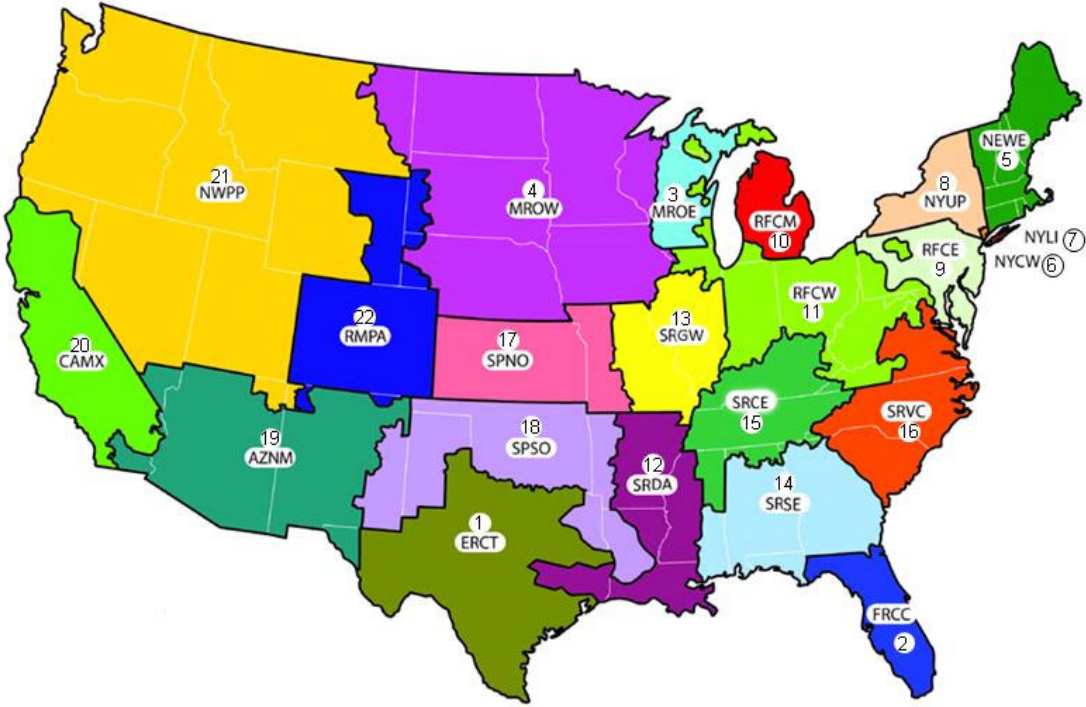 21
NWPP
4
MROW
3
MROE
RFCM
10
8
NYUP
NEWE
5
NYLI 7
NYCW 6
RFCE
9
RFCW
11
13
SRGW
22
RMPA
17
SPNO
20
CAMX
SRCE
15
SRVC
16
18
SPSO
19
AZNM
12
SRDA
14
SRSE
1
ERCT
FRCC
2